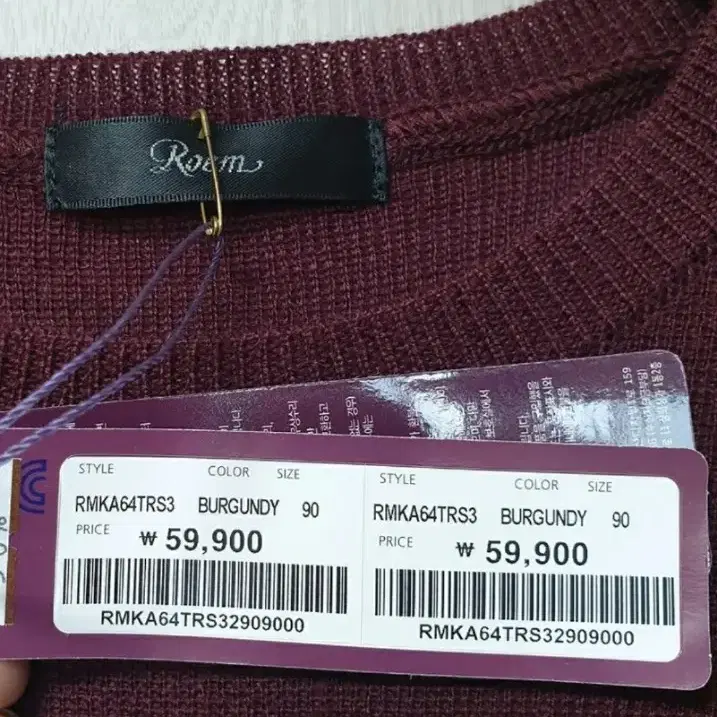 Roem
STYLE COLOR SIZE
RMKA64TRS3 BURGUNDY 90
PRICE ₩ 59,900
RMKA64TRS32909000
STYLE COLOR SIZE
RMKA64TRS3 BURGUNDY 90
PRICE ₩ 59,900
RMKA64TRS32909000
159